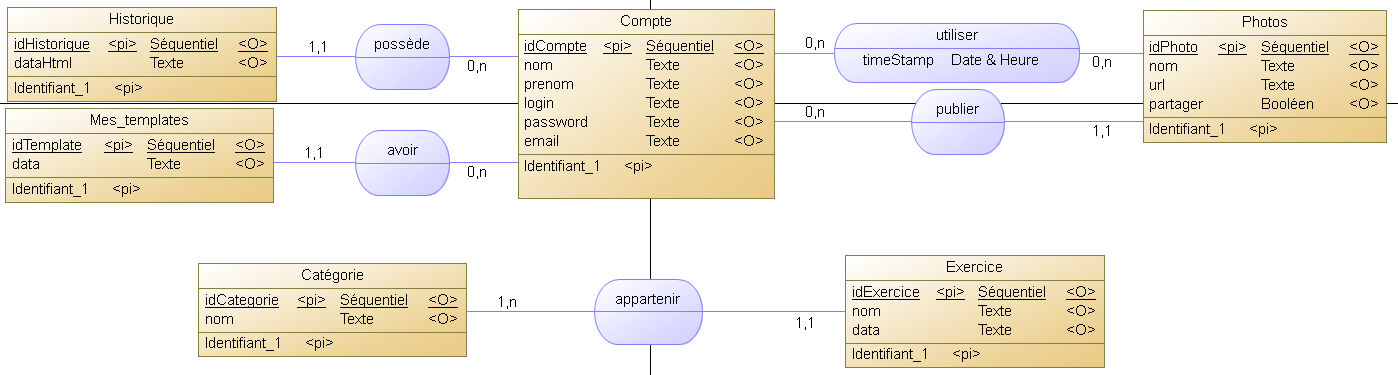 Historique
idHistorique <pi> Séquentiel <O>
dataHtml Texte <O>
Identifiant_1 <pi>
1,1
possède
0,n
Mes_templates
idTemplate <pi> Séquentiel <O>
data Texte <O>
Identifiant_1 <pi>
1,1
avoir
0,n
Compte
idCompte <pi> Séquentiel <O>
nom Texte <O>
prenom Texte <O>
login Texte <O>
password Texte <O>
email Texte <O>
Identifiant_1 <pi>
0,n
utiliser
timeStamp Date & Heure
0,n
0,n
publier
1,1
Photos
idPhoto <pi> Séquentiel <O>
nom Texte <O>
url Texte <O>
partager Booléen <O>
Identifiant_1 <pi>
Catégorie
idCategorie <pi> Séquentiel <O>
nom Texte <O>
Identifiant_1 <pi>
1,n
appartenir
1,1
Exercice
idExercice <pi> Séquentiel <O>
nom Texte <O>
data Texte <O>
Identifiant_1 <pi>